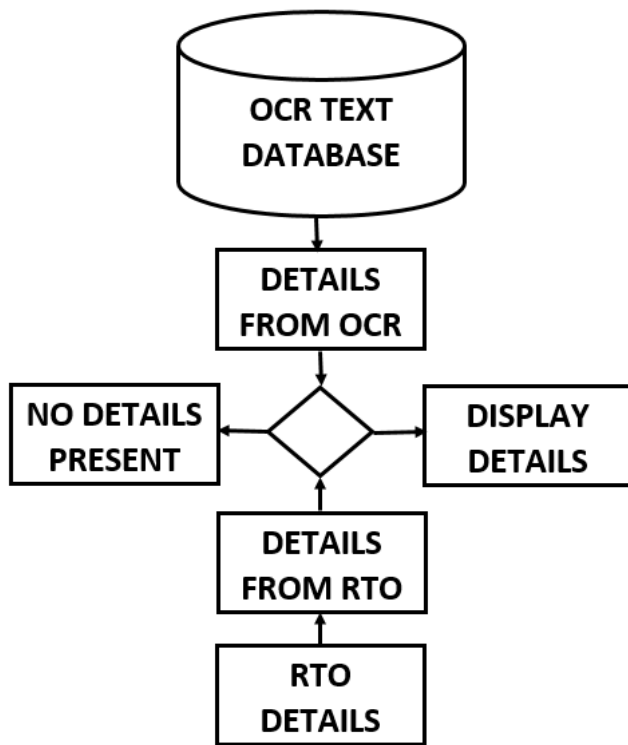 OCR TEXT
DATABASE
DETAILS
FROM OCR
NO DETAILS
PRESENT
DISPLAY
DETAILS
DETAILS
FROM RTO
RTO
DETAILS